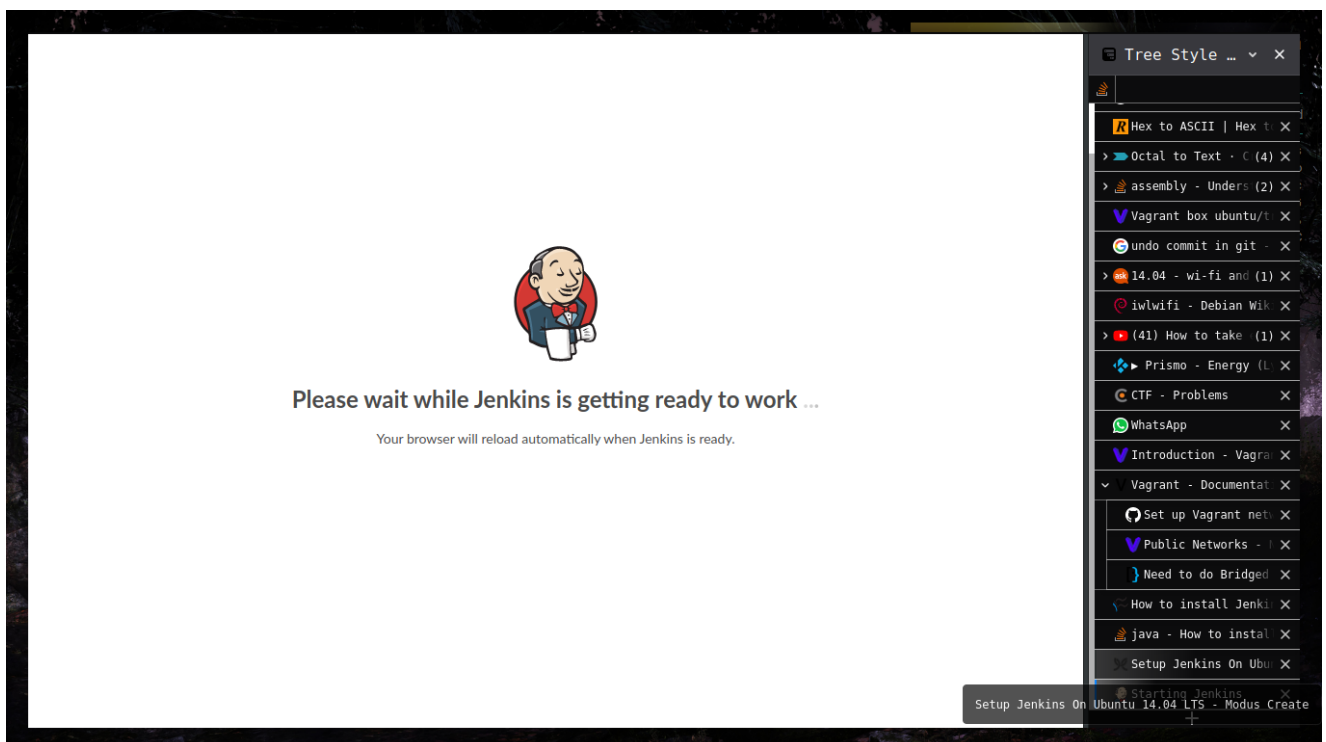 Please wait while Jenkins is getting ready to work ...
Your browser will reload automatically when Jenkins is ready.
Tree Style …
Hex to ASCII | Hex t
Octal to Text · C (4)
assembly - Unders (2)
Vagrant box ubuntu/t
undo commit in git -
ask 14.04 - wi-fi and (1)
iwlwifi - Debian Wik
(41) How to take (1)
Prismo - Energy (L
CTF - Problems
WhatsApp
Introduction - Vagra
Vagrant - Documentat
Set up Vagrant netw
Public Networks -
Need to do Bridged
How to install Jenki
java - How to instal
Setup Jenkins On Ubu
Starting Jenkins
Setup Jenkins On Ubuntu 14.04 LTS - Modus Create